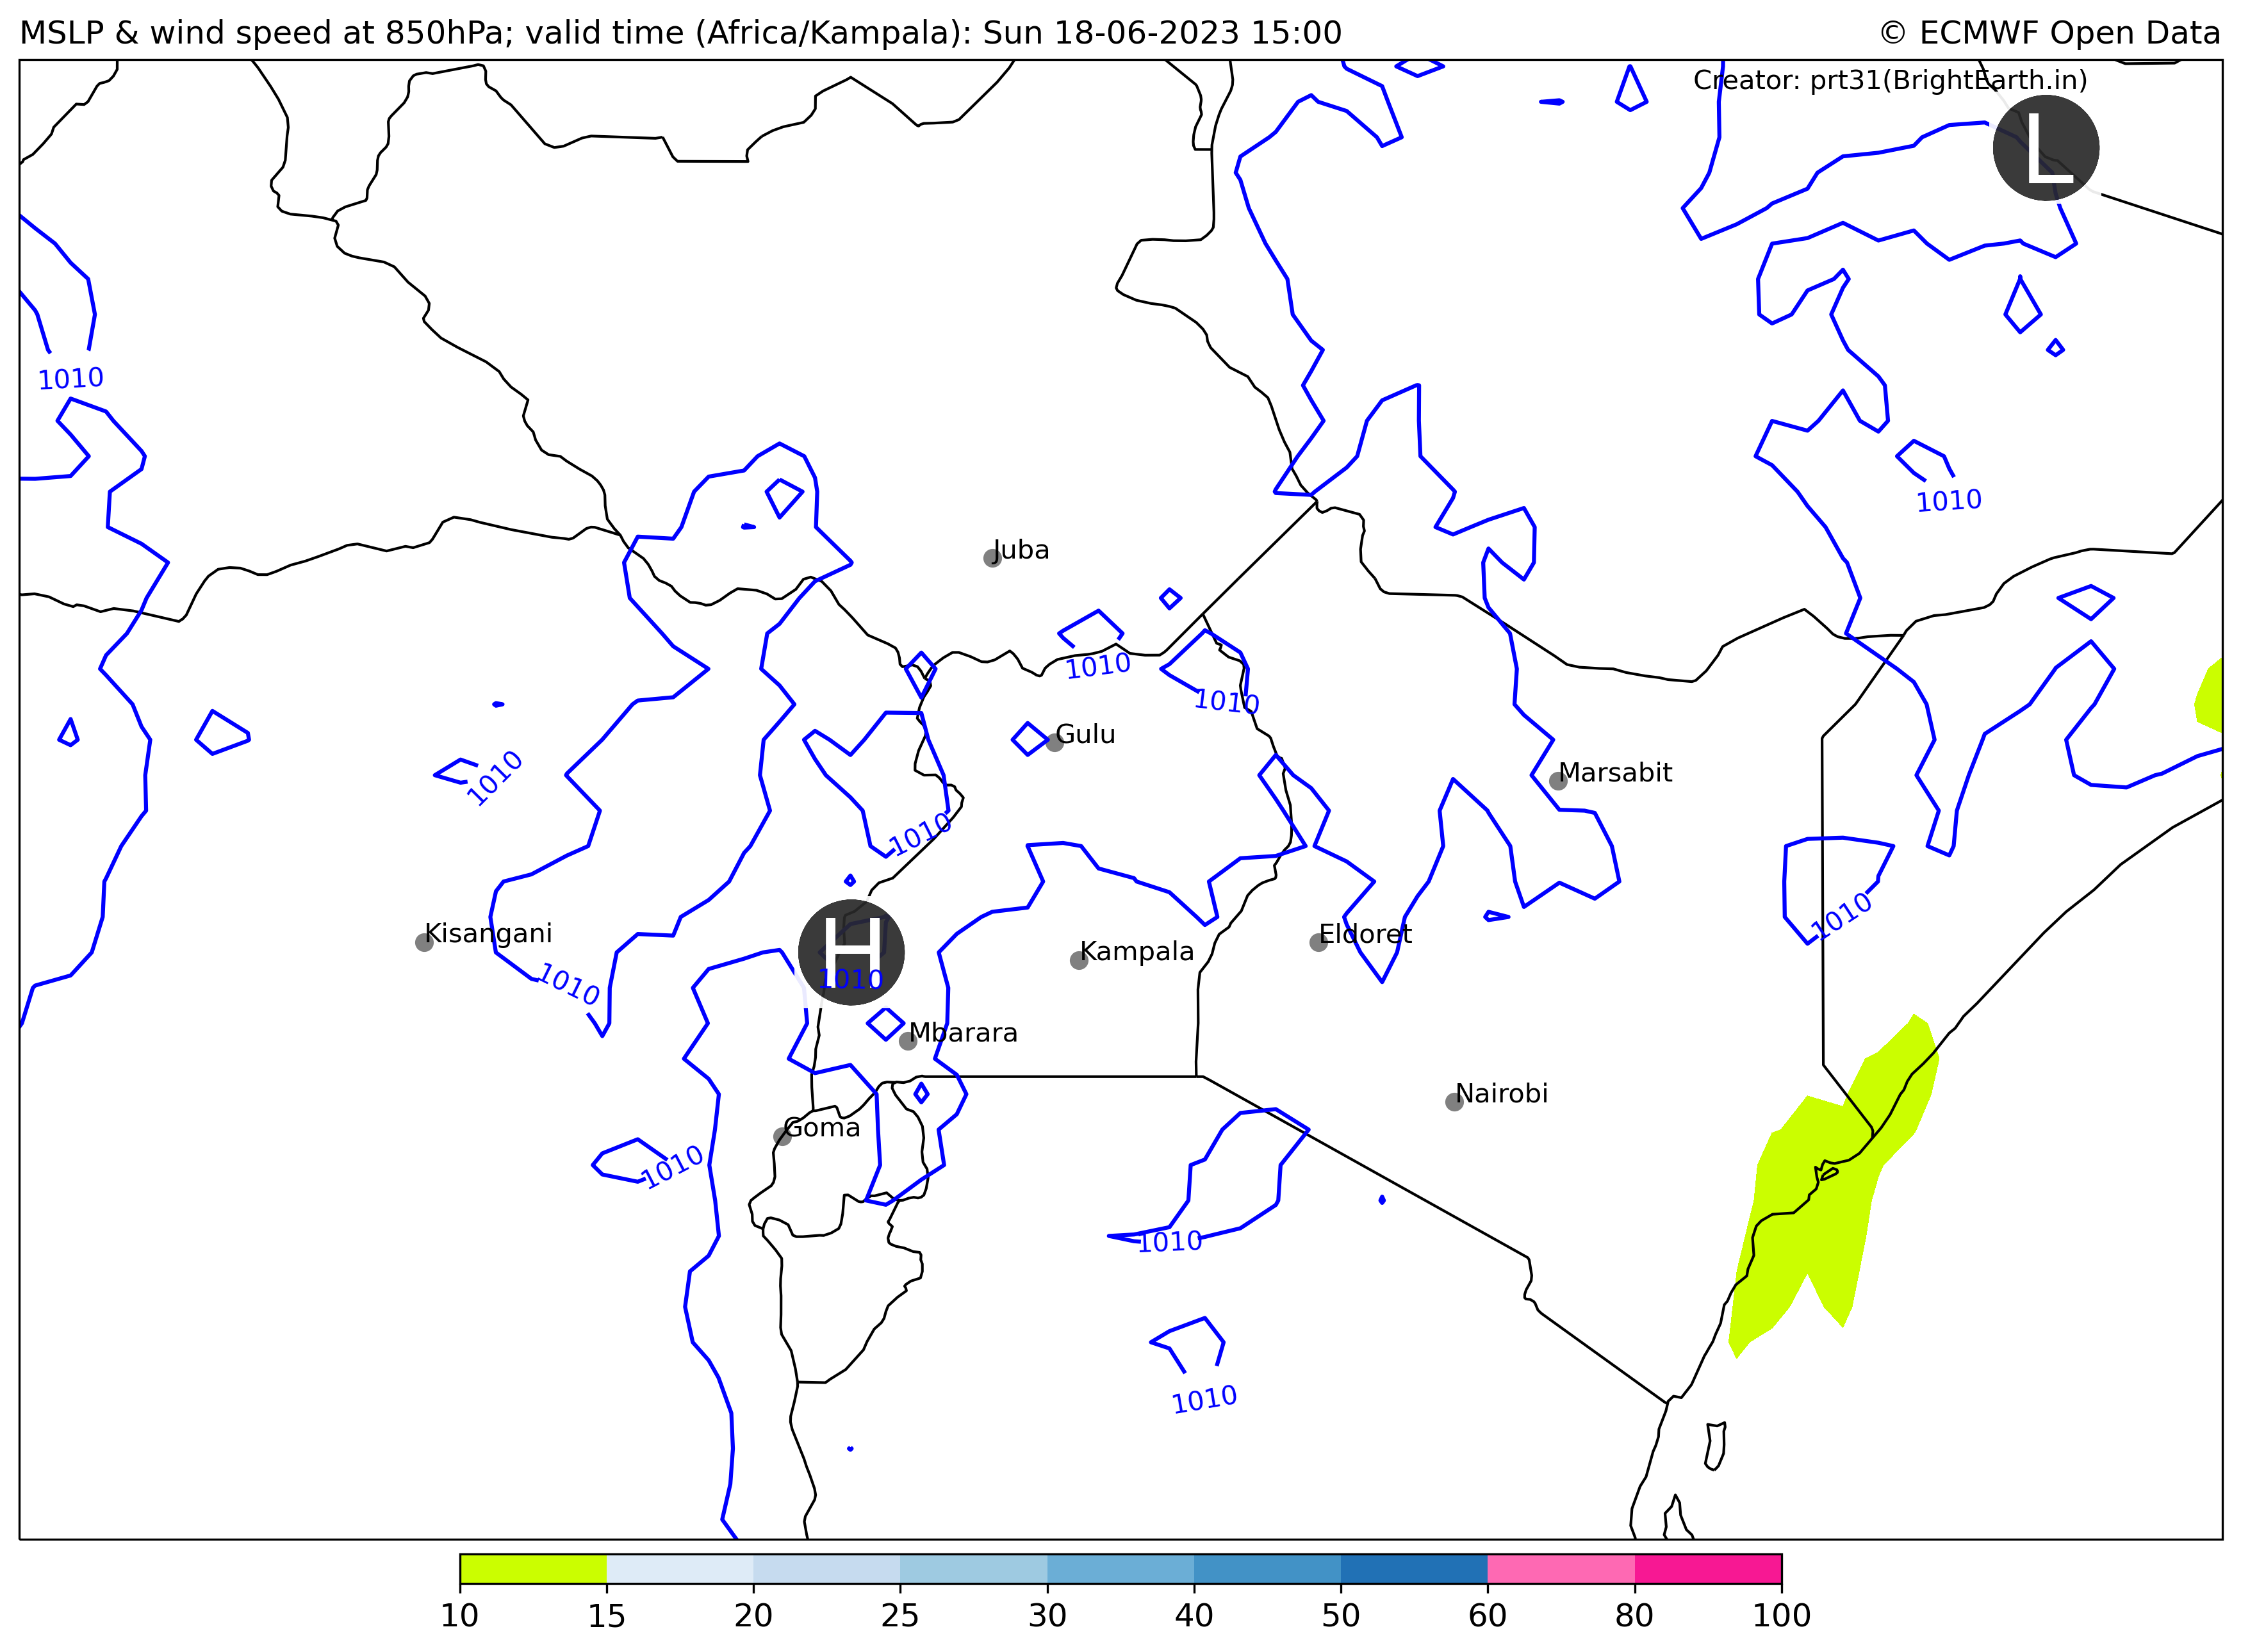 MSLP & wind speed at 850hPa; valid time (Africa/Kampala): Sun 18-06-2023 15:00
© ECMWF Open Data
Creator: prt31(BrightEarth.in)
L
1010
1010
Juba
1010
1010
Gulu
Marsabit
1010
1010
1010
Kisangani
H
1010
Kampala
Eldoret
1010
Mbarara
Nairobi
Goma
1010
1010
1010
10 15 20 25 30 40 50 60 80 100